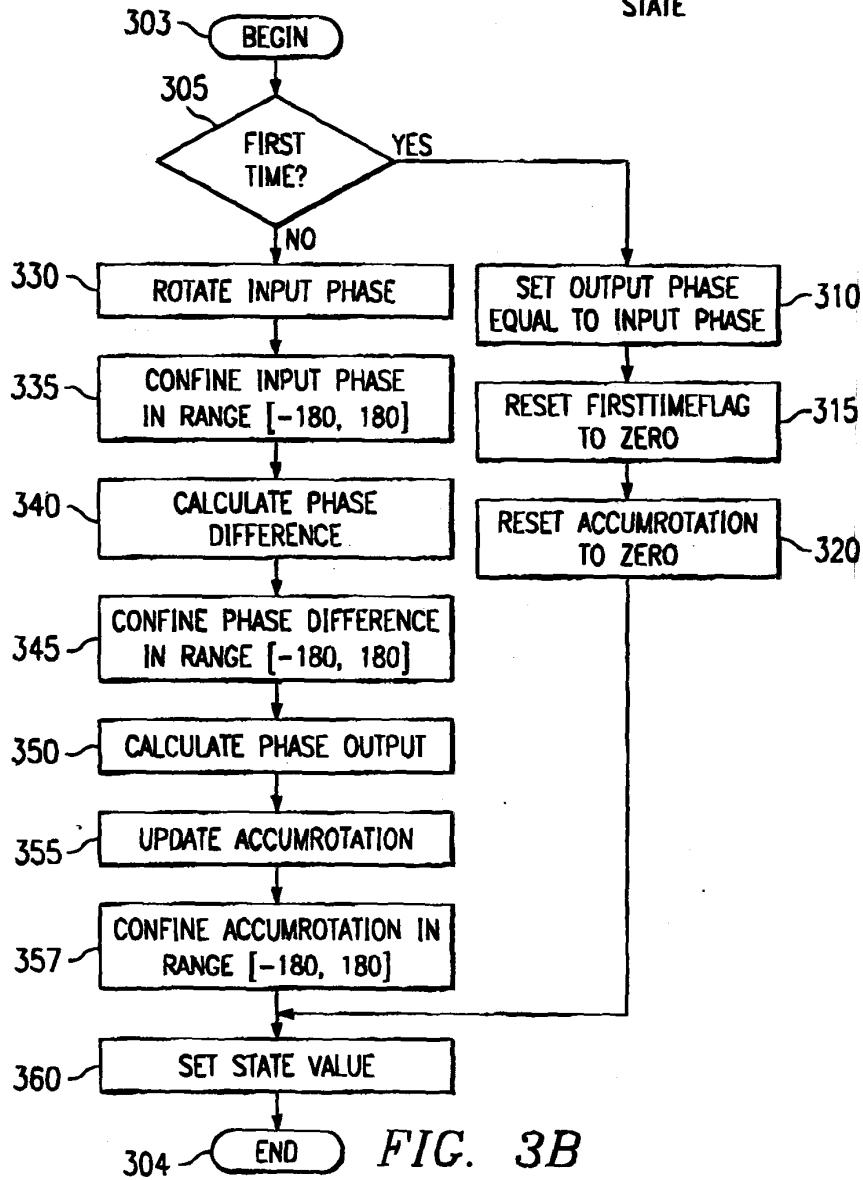 STATE
303
BEGIN
305
FIRST
TIME?
YES
NO
330
ROTATE INPUT PHASE
SET OUTPUT PHASE
EQUAL TO INPUT PHASE
310
335
CONFINE INPUT PHASE
IN RANGE [-180, 180]
RESET FIRSTTIMEFLAG
TO ZERO
315
340
CALCULATE PHASE
DIFFERENCE
RESET ACCUMROTATION
TO ZERO
320
345
CONFINE PHASE DIFFERENCE
IN RANGE [-180, 180]
350
CALCULATE PHASE OUTPUT
355
UPDATE ACCUMROTATION
357
CONFINE ACCUMROTATION IN
RANGE [-180, 180]
360
SET STATE VALUE
304
END
FIG. 3B